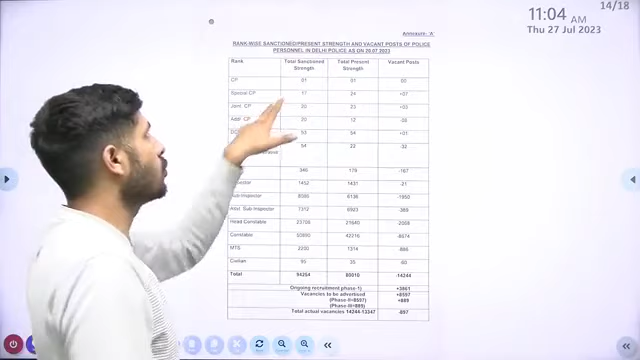 14/18
11:04 AM
Thu 27 Jul 2023
Annexure- 'A'
RANK-WISE SANCTIONED/PRESENT STRENGTH AND VACANT POSTS OF POLICE
PERSONNEL IN DELHI POLICE AS ON 20.07.2023
Rank Total Sanctioned Strength Total Present Strength Vacant Posts
CP 01 01 00
Special CP 17 24 +07
Joint. CP 20 23 +03
Addl. CP 20 12 -08
53 54 +01
54 22 -32
346 179 -167
1452 1431 -21
Sub-Inspector 8086 6136 -1950
Asst. Sub Inspector 7312 6923 -389
Head Constable 23706 21640
Constable 50890 42216 -8674
MTS 2200 1314 -886
Civilian 95 35 -60
Total 94254 80010 -14244
Ongoing recruitment phase-1) +3861
Vacancies to be advertised
(Phase-II=8597) +8597
(Phase-III=889) +889
Total actual vacancies 14244-13347 -897